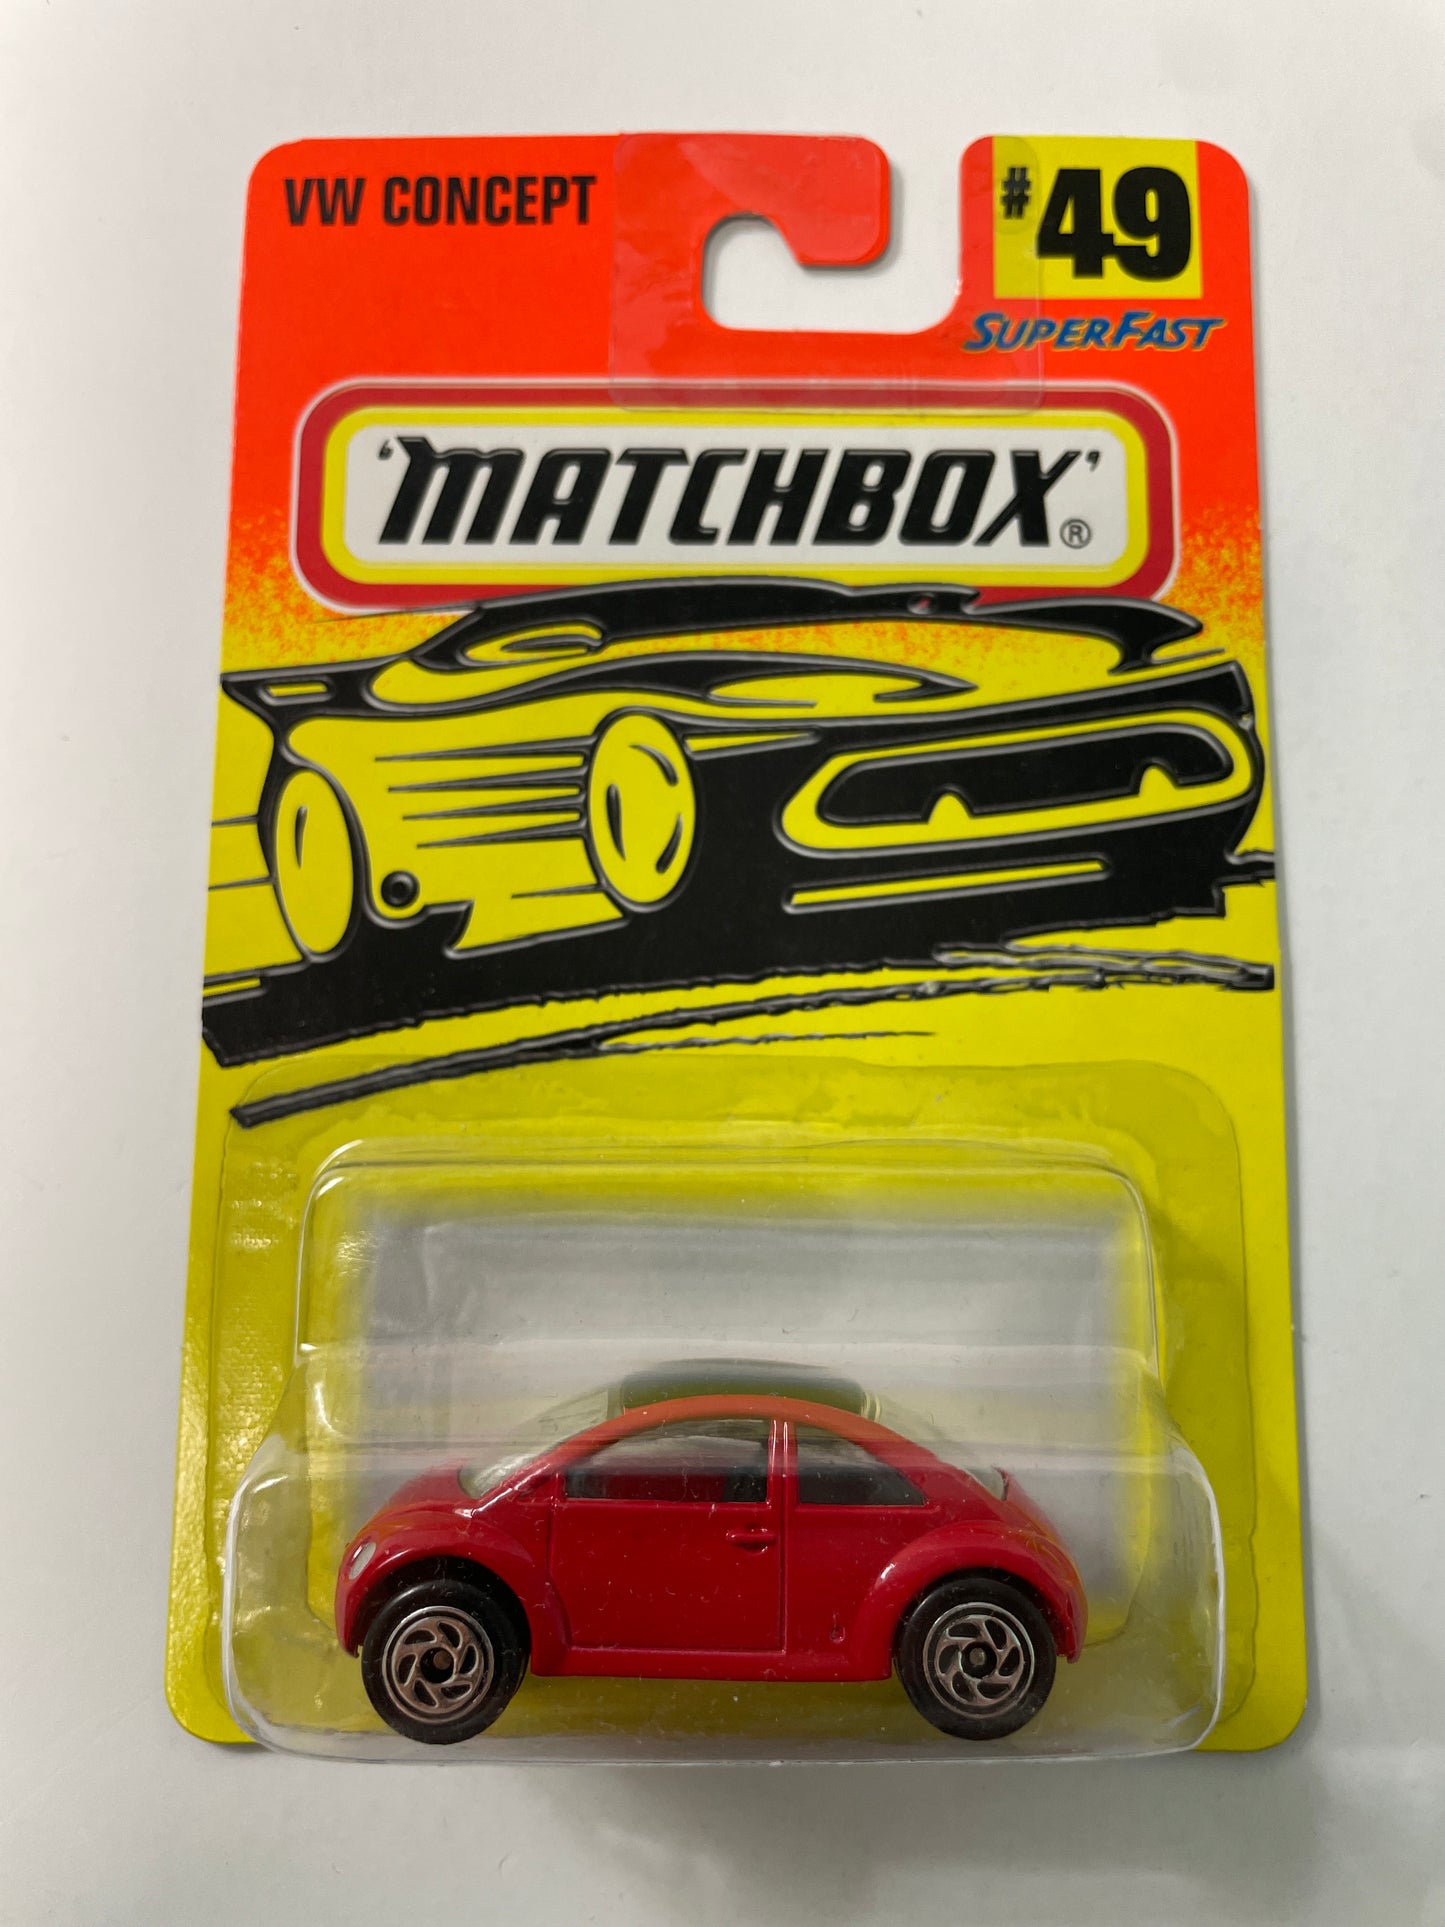 VW CONCEPT
#49
SUPERFAST
'MATCHBOX'®